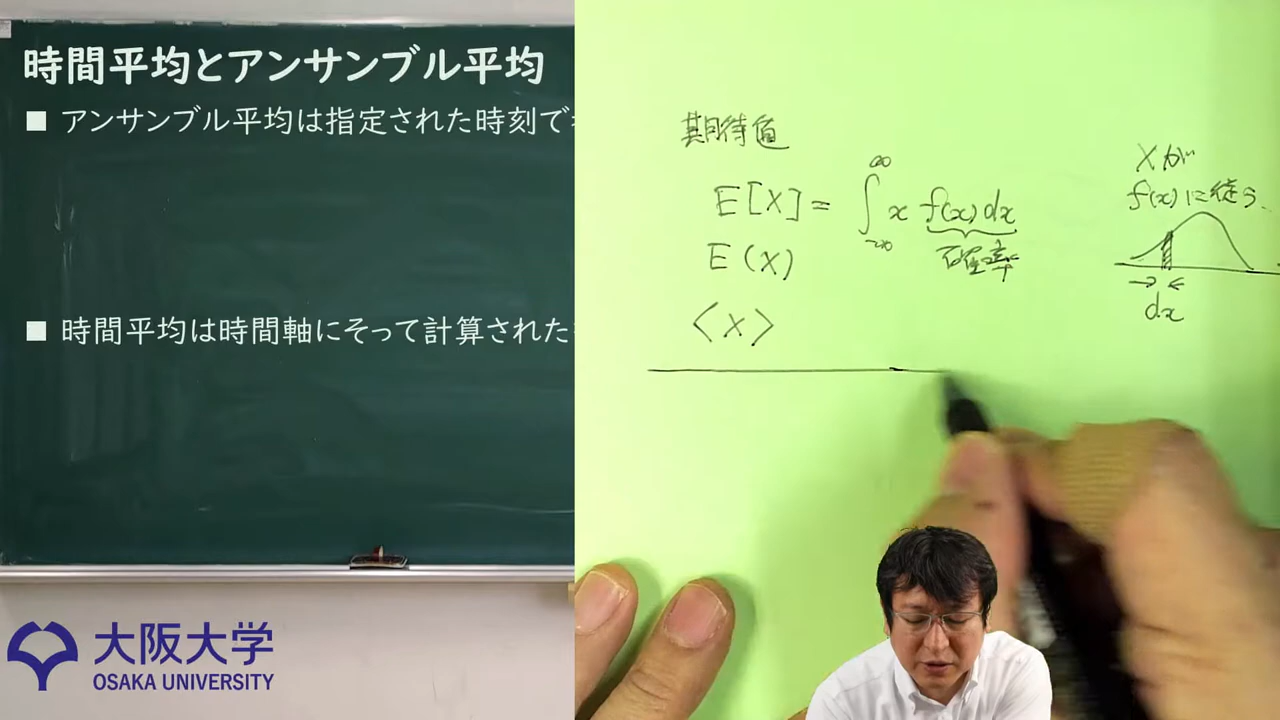 時間平均とアンサンブル平均
■ アンサンブル平均は指定された時刻で
■ 時間平均は時間軸にそって計算された
大阪大学
OSAKA UNIVERSITY
期待値
E[X] = ∫_{-∞}^{∞} x f(x) dx
確率
E(X)
⟨X⟩
Xが
f(x)に従う.
dx